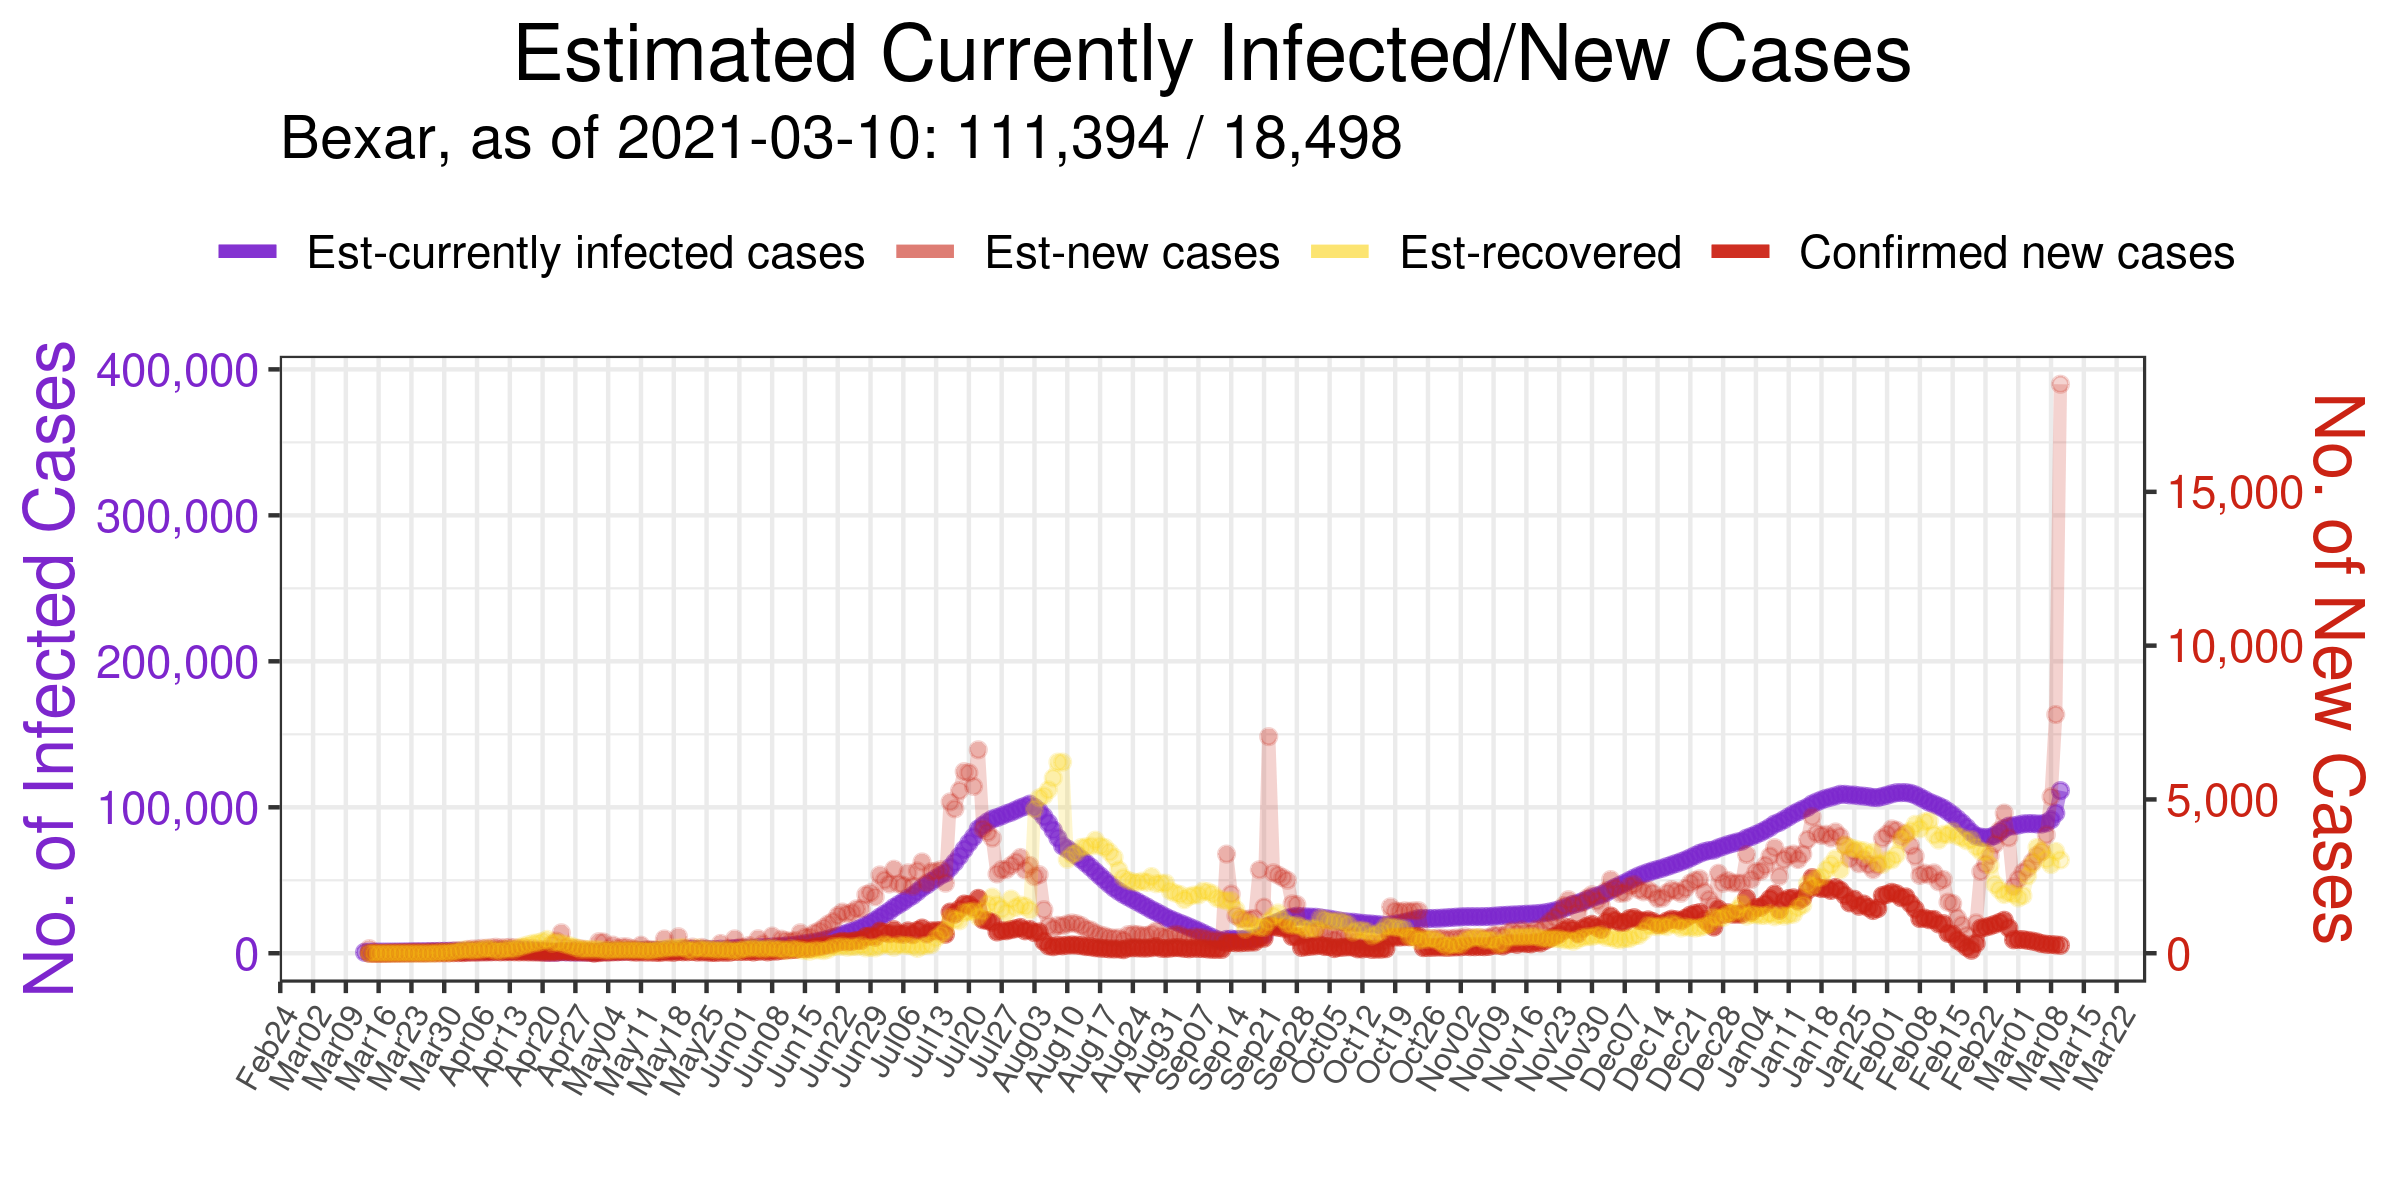 Estimated Currently Infected/New Cases
Bexar, as of 2021-03-10: 111,394 / 18,498
Est-currently infected cases Est-new cases Est-recovered Confirmed new cases
No. of Infected Cases
400,000
300,000
200,000
100,000
0
15,000
10,000
5,000
0
No. of New Cases
Feb24
Mar02
Mar09
Mar16
Mar23
Mar30
Apr06
Apr13
Apr20
Apr27
May04
May11
May18
May25
Jun01
Jun08
Jun15
Jun22
Jun29
Jul06
Jul13
Jul20
Jul27
Aug03
Aug10
Aug17
Aug24
Aug31
Sep07
Sep14
Sep21
Sep28
Oct05
Oct12
Oct19
Oct26
Nov02
Nov09
Nov16
Nov23
Nov30
Dec07
Dec14
Dec21
Dec28
Jan04
Jan11
Jan18
Jan25
Feb01
Feb08
Feb15
Feb22
Mar01
Mar08
Mar15
Mar22